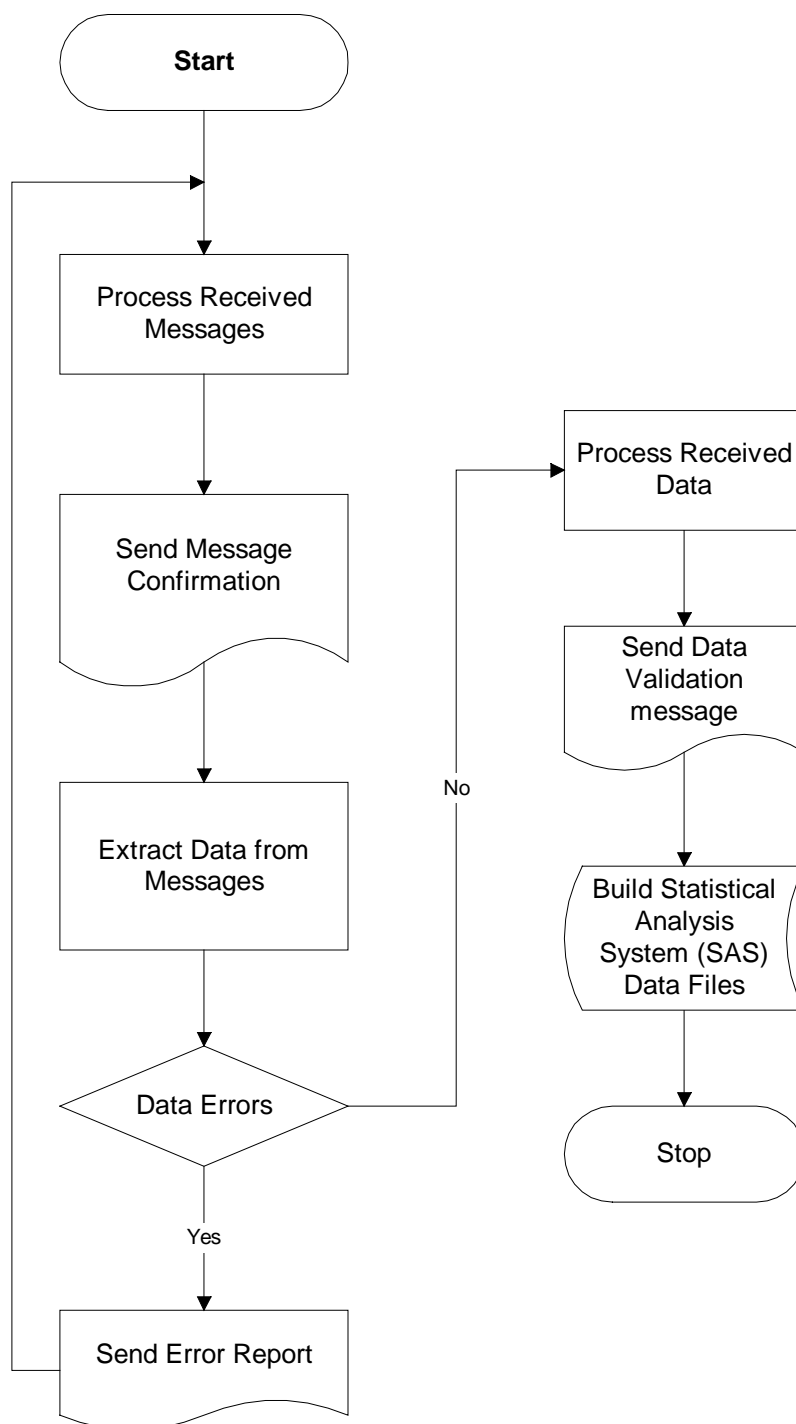 Start
Process Received
Messages
Send Message
Confirmation
Extract Data from
Messages
Data Errors
Yes
Send Error Report
No
Process Received
Data
Send Data
Validation
message
Build Statistical
Analysis
System (SAS)
Data Files
Stop